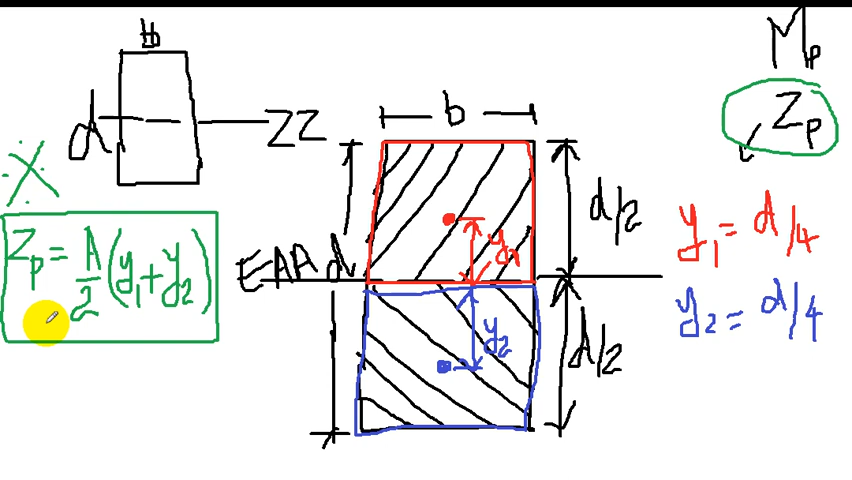 b
d
ZZ
Mp
Zp
b
d/2
y1 = d/4
Zp = A/2 (y1 + y2)
EAA
d
y1
y2 = d/4
y2
d/2